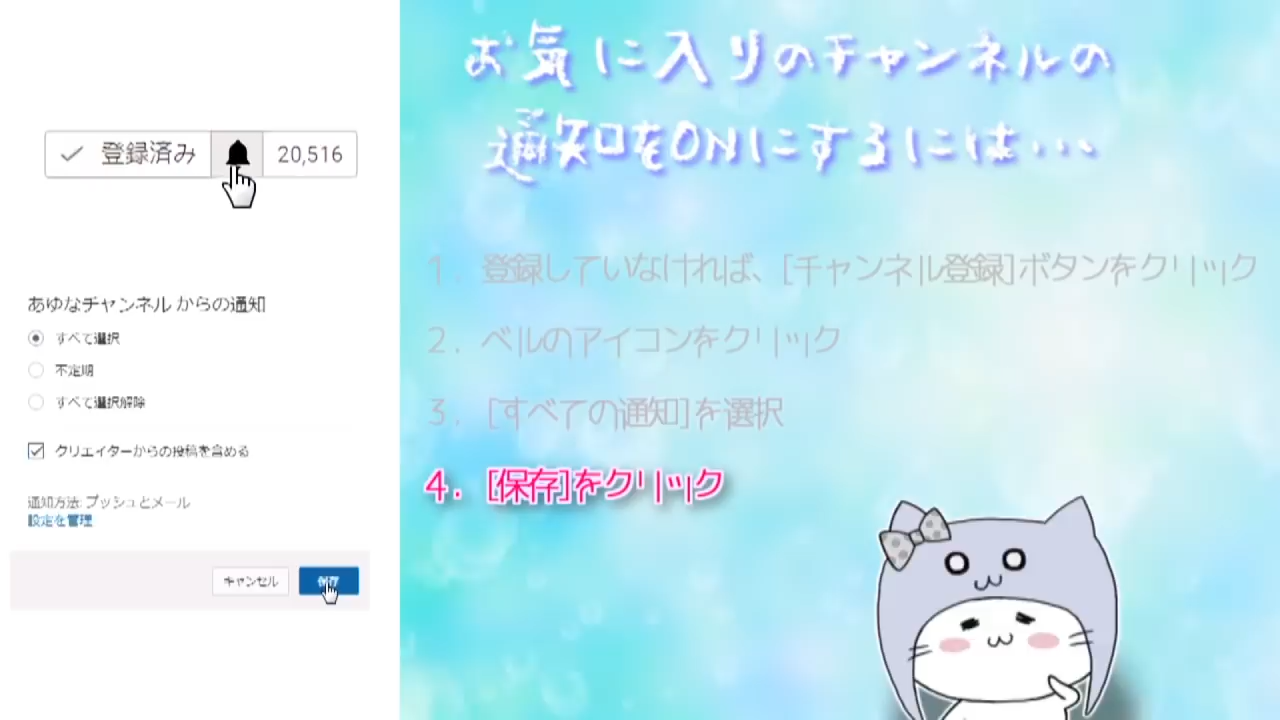 登録済み 20,516
あゆなチャンネル からの通知
すべて選択
不定期
すべて選択解除
クリエイターからの投稿を含める
通知方法: プッシュとメール
設定を管理
キャンセル 保存
お気に入りのチャンネルの
通知をONにするには・・・
1. 登録していなければ、[チャンネル登録]ボタンをクリック
2. ベルのアイコンをクリック
3. [すべての通知]を選択
4. [保存]をクリック